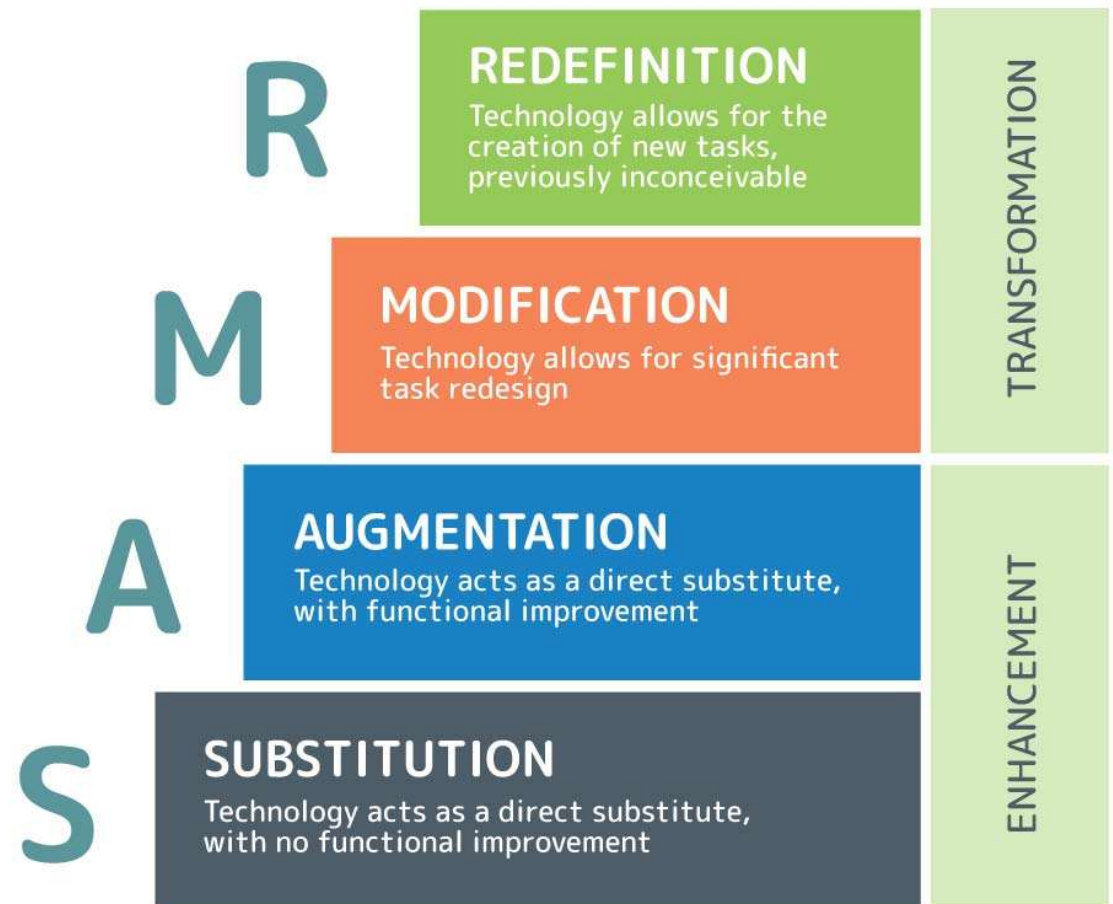 R
REDEFINITION
Technology allows for the
creation of new tasks,
previously inconceivable
M
MODIFICATION
Technology allows for significant
task redesign
TRANSFORMATION
A
AUGMENTATION
Technology acts as a direct substitute,
with functional improvement
S
SUBSTITUTION
Technology acts as a direct substitute,
with no functional improvement
ENHANCEMENT